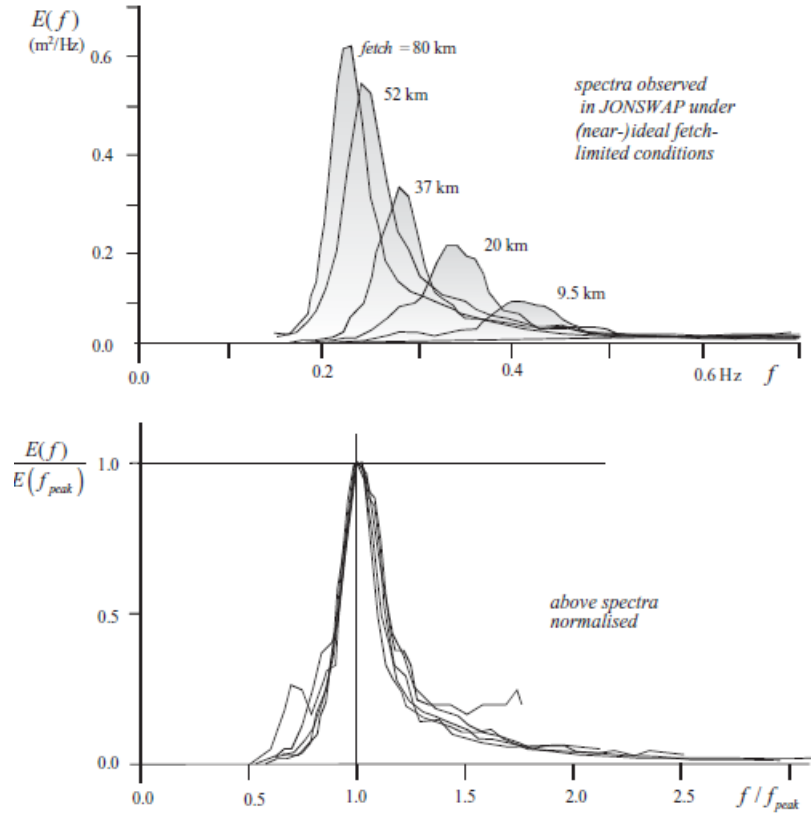 E(f)
(m²/Hz)
0.6
0.4
0.2
0.0
fetch = 80 km
52 km
37 km
20 km
9.5 km
spectra observed
in JONSWAP under
(near-)ideal fetch-
limited conditions
0.0
0.2
0.4
0.6 Hz
f
E(f)
E(f peak)
1.0
0.5
0.0
above spectra
normalised
0.0
0.5
1.0
1.5
2.0
2.5
f / f peak